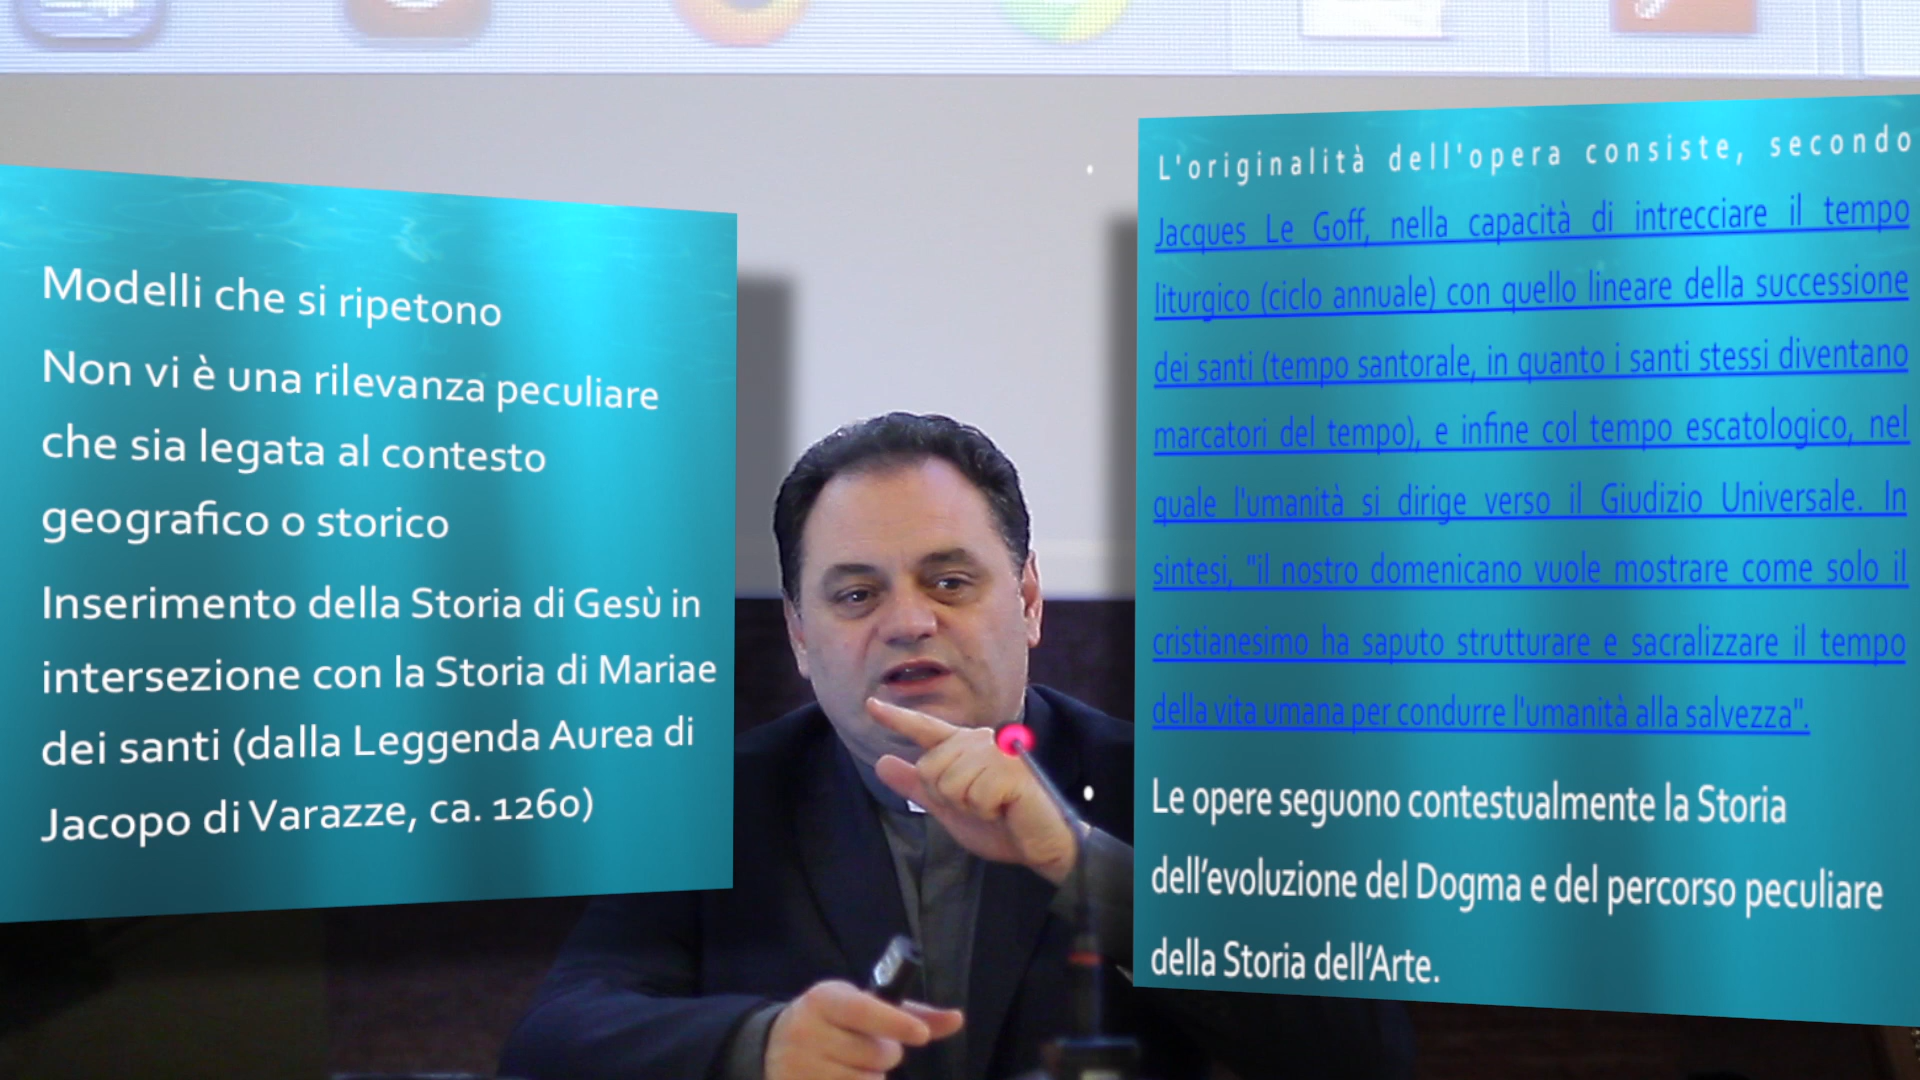 Modelli che si ripetono
Non vi è una rilevanza peculiare
che sia legata al contesto
geografico o storico
Inserimento della Storia di Gesù in
intersezione con la Storia di Mariae
dei santi (dalla Leggenda Aurea di
Jacopo di Varazze, ca. 1260)
L'originalità dell'opera consiste, secondo
Jacques Le Goff, nella capacità di intrecciare il tempo
liturgico (ciclo annuale) con quello lineare della successione
dei santi (tempo santorale, in quanto i santi stessi diventano
marcatori del tempo), e infine col tempo escatologico, nel
quale l'umanità si dirige verso il Giudizio Universale. In
sintesi, "il nostro domenicano vuole mostrare come solo il
cristianesimo ha saputo strutturare e sacralizzare il tempo
della vita umana per condurre l'umanità alla salvezza".
Le opere seguono contestualmente la Storia
dell’evoluzione del Dogma e del percorso peculiare
della Storia dell’Arte.